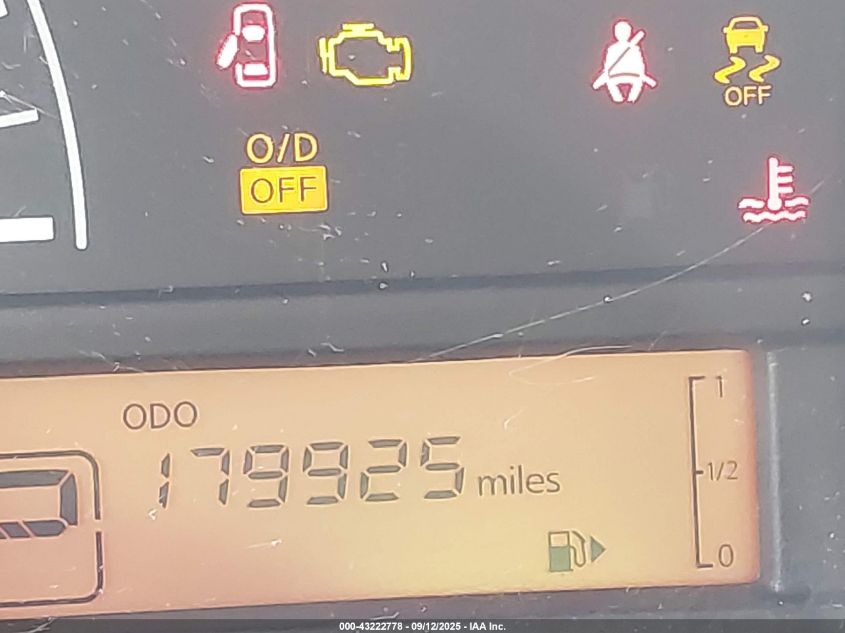 OFF
O/D
OFF
ODO
179925 miles
1
1/2
0
000-43222778 - 09/12/2025 - IAA Inc.